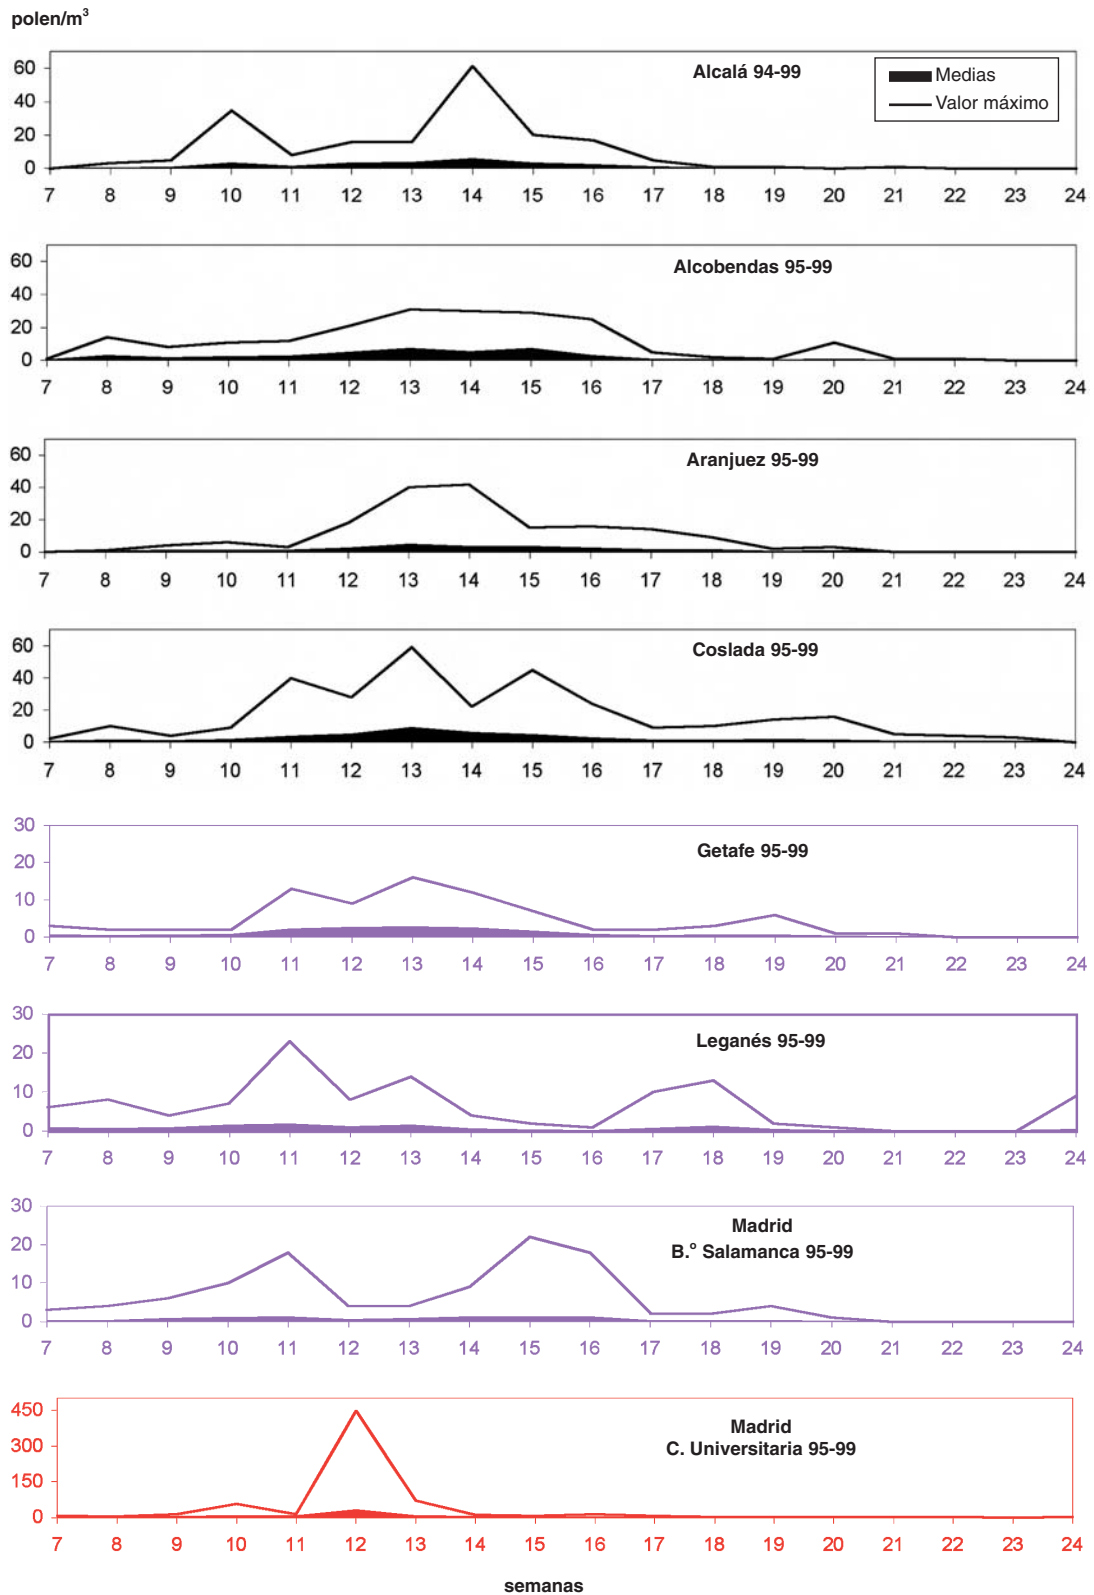 polen/m³
Alcalá 94-99
Medias
Valor máximo
60
40
20
0
7 8 9 10 11 12 13 14 15 16 17 18 19 20 21 22 23 24
Alcobendas 95-99
60
40
20
0
7 8 9 10 11 12 13 14 15 16 17 18 19 20 21 22 23 24
Aranjuez 95-99
60
40
20
0
7 8 9 10 11 12 13 14 15 16 17 18 19 20 21 22 23 24
Coslada 95-99
60
40
20
0
7 8 9 10 11 12 13 14 15 16 17 18 19 20 21 22 23 24
Getafe 95-99
30
20
10
0
7 8 9 10 11 12 13 14 15 16 17 18 19 20 21 22 23 24
Leganés 95-99
30
20
10
0
7 8 9 10 11 12 13 14 15 16 17 18 19 20 21 22 23 24
Madrid
B.º Salamanca 95-99
30
20
10
0
7 8 9 10 11 12 13 14 15 16 17 18 19 20 21 22 23 24
Madrid
C. Universitaria 95-99
450
300
150
0
7 8 9 10 11 12 13 14 15 16 17 18 19 20 21 22 23 24
semanas